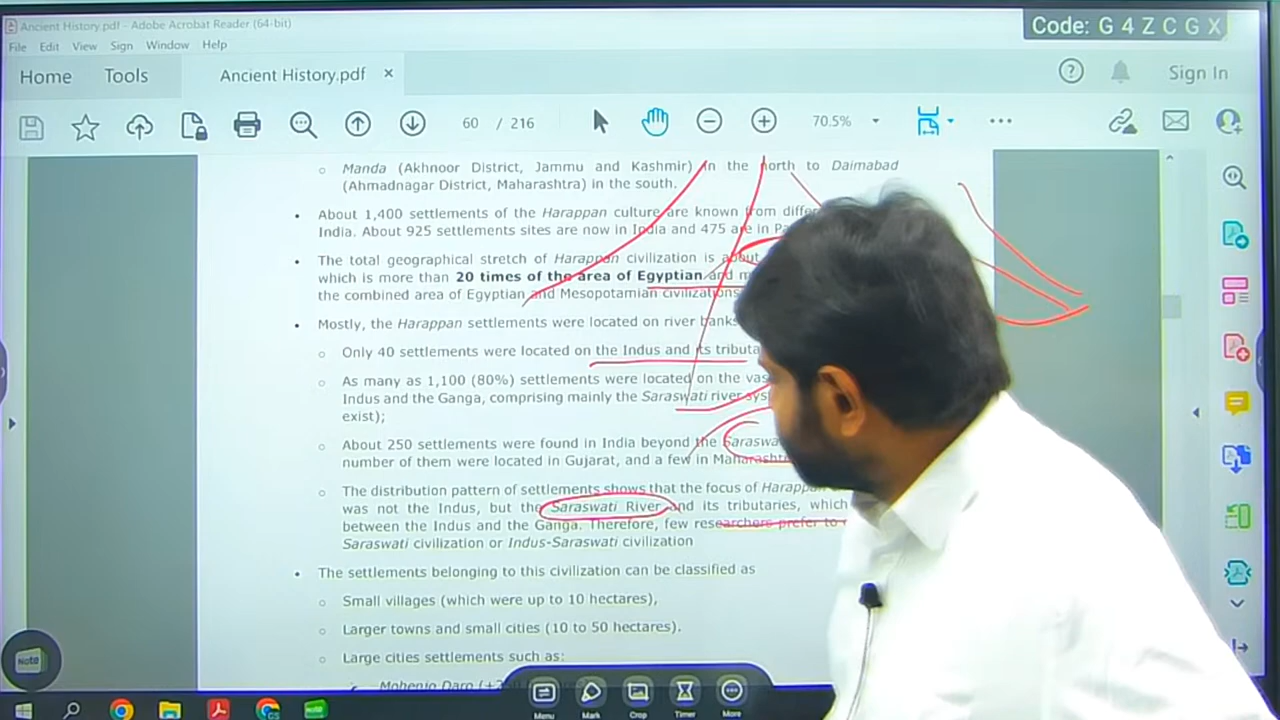 Ancient History.pdf - Adobe Acrobat Reader (64-bit)
Code: G 4 Z C G X
File Edit View Sign Window Help
Home Tools Ancient History.pdf × Sign In
60 / 216 70.5%
○ Manda (Akhnoor District, Jammu and Kashmir) in the north to Daimabad
(Ahmadnagar District, Maharashtra) in the south.
• About 1,400 settlements of the Harappan culture are known from
India. About 925 settlements sites are now in India and 475 are in
• The total geographical stretch of Harappan civilization is about
which is more than 20 times of the area of Egyptian and
the combined area of Egyptian and Mesopotamian civilizations
• Mostly, the Harappan settlements were located on river banks
○ Only 40 settlements were located on the Indus and its
○ As many as 1,100 (80%) settlements were located on the
Indus and the Ganga, comprising mainly the Saraswati river
exist);
○ About 250 settlements were found in India beyond the
number of them were located in Gujarat, and a few in
○ The distribution pattern of settlements shows that the focus of
was not the Indus, but the Saraswati River and its tributaries, which
between the Indus and the Ganga. Therefore, few researchers prefer to
Saraswati civilization or Indus-Saraswati civilization
• The settlements belonging to this civilization can be classified as
○ Small villages (which were up to 10 hectares),
○ Larger towns and small cities (10 to 50 hectares).
○ Large cities settlements such as:
Mohenjo Daro
Note
Menu Mark Crop Timer More